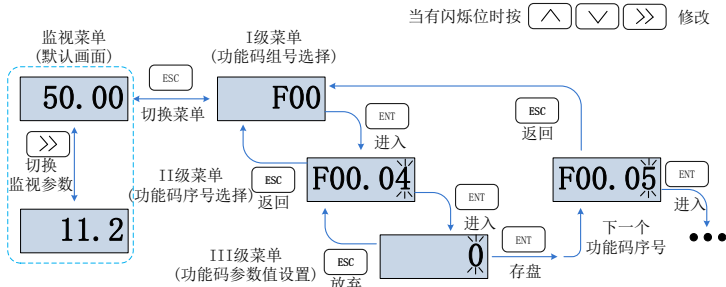 当有闪烁位时按 修改
监视菜单
(默认画面)
I级菜单
(功能码组号选择)
50.00
ESC
切换菜单
F00
ENT
进入
ESC
返回
切换
监视参数
II级菜单
(功能码序号选择)
ESC
返回
F00.04
F00.05
ENT
进入
ENT
进入
11.2
III级菜单
(功能码参数值设置)
ESC
放弃
0
ENT
存盘
下一个
功能码序号